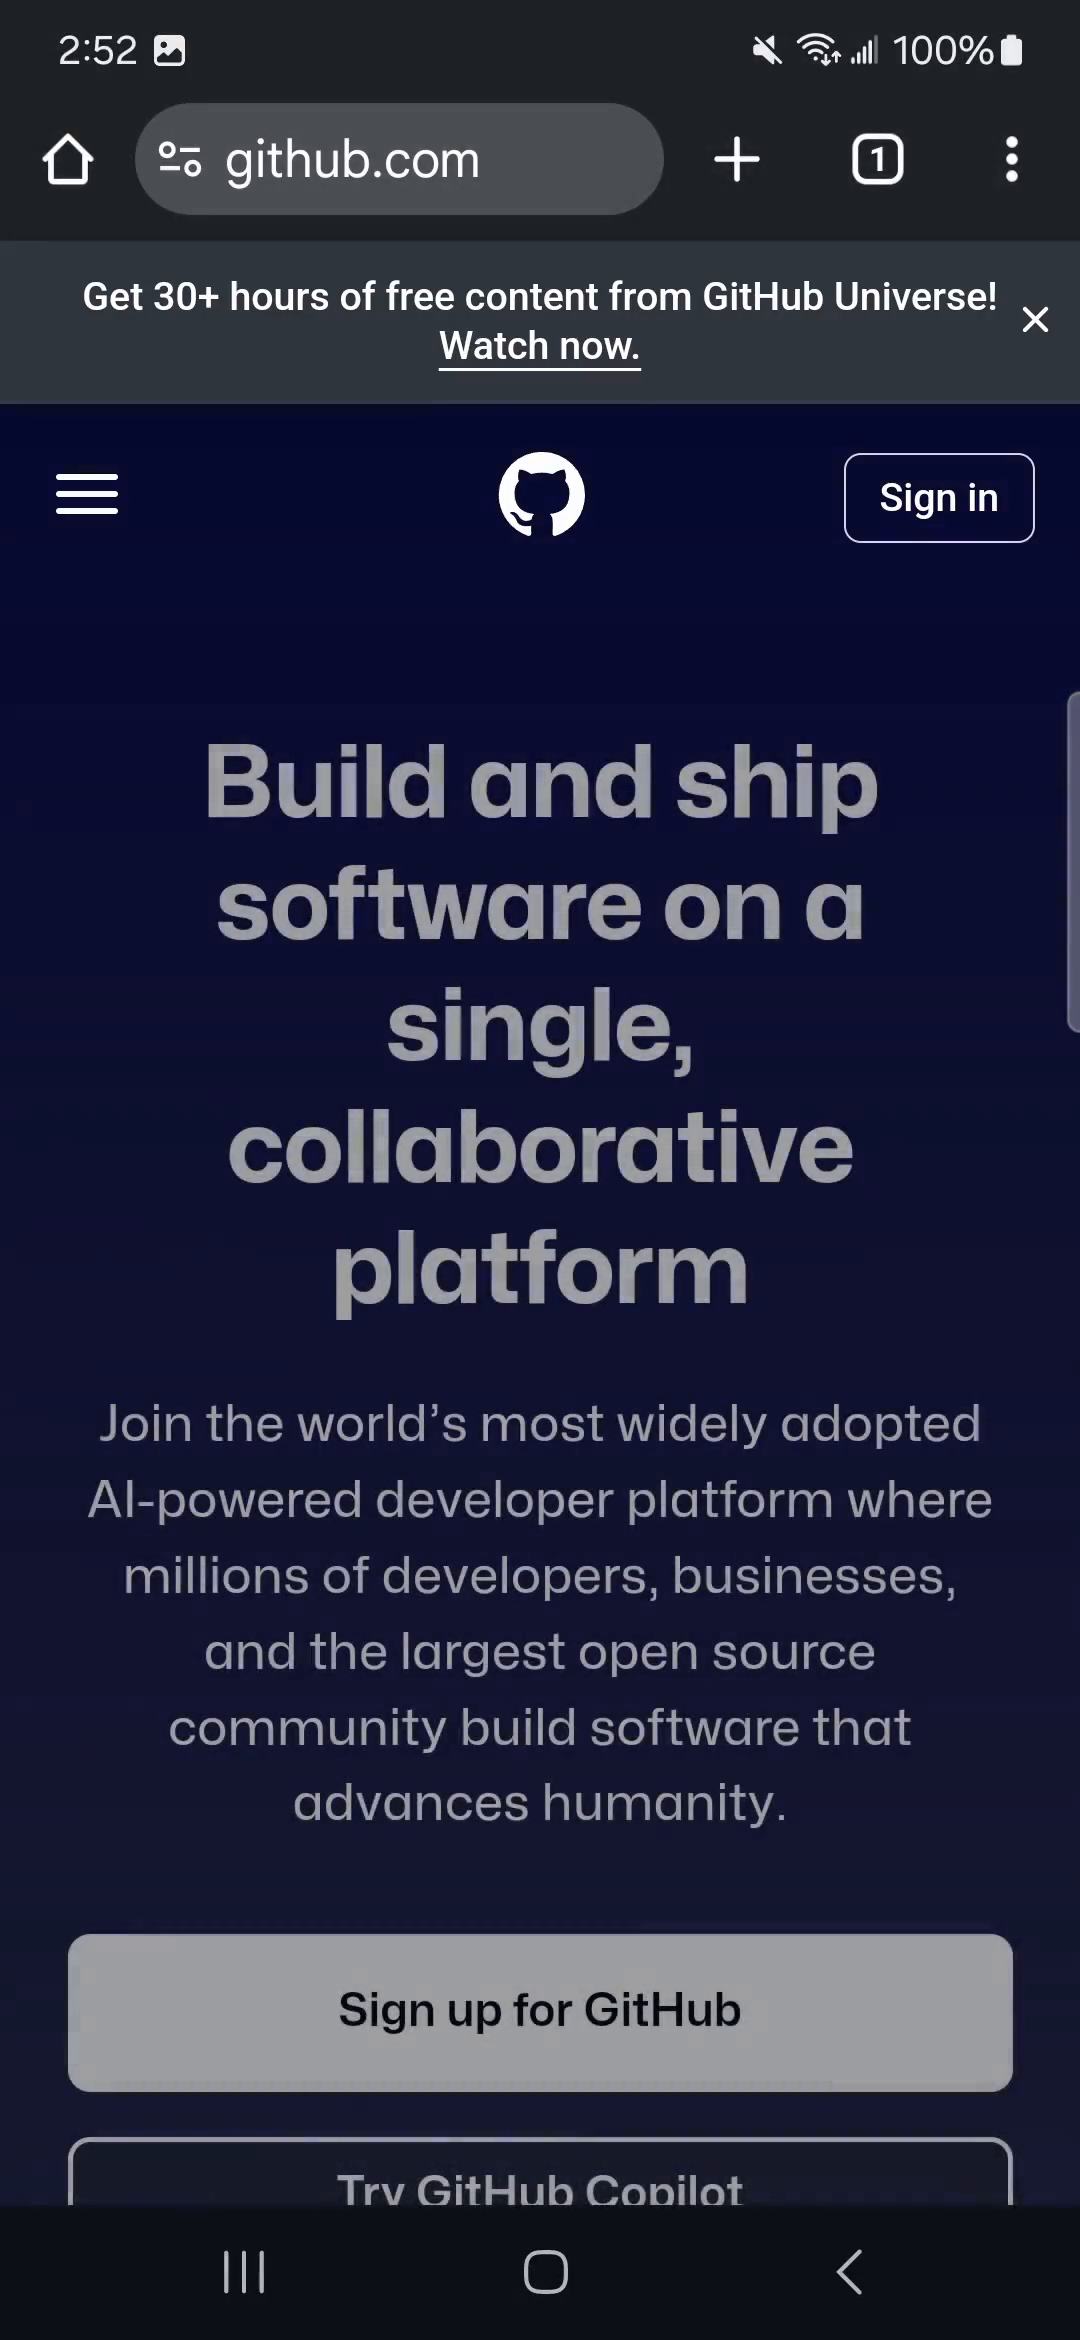 2:52
100%
github.com
1
Get 30+ hours of free content from GitHub Universe!
Watch now.
Sign in
Build and ship
software on a
single,
collaborative
platform
Join the world’s most widely adopted
AI-powered developer platform where
millions of developers, businesses,
and the largest open source
community build software that
advances humanity.
Sign up for GitHub
Try GitHub Copilot